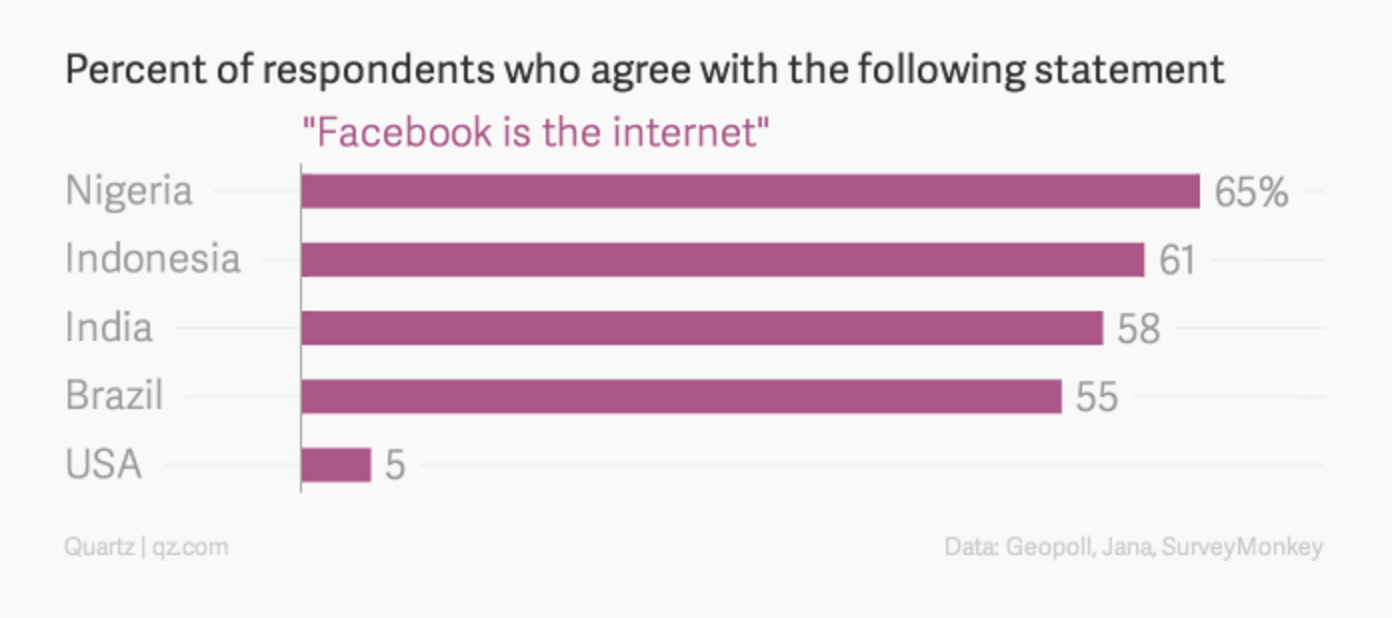 Percent of respondents who agree with the following statement
"Facebook is the internet"
Nigeria 65%
Indonesia 61
India 58
Brazil 55
USA 5
Quartz | qz.com Data: Geopoll, Jana, SurveyMonkey